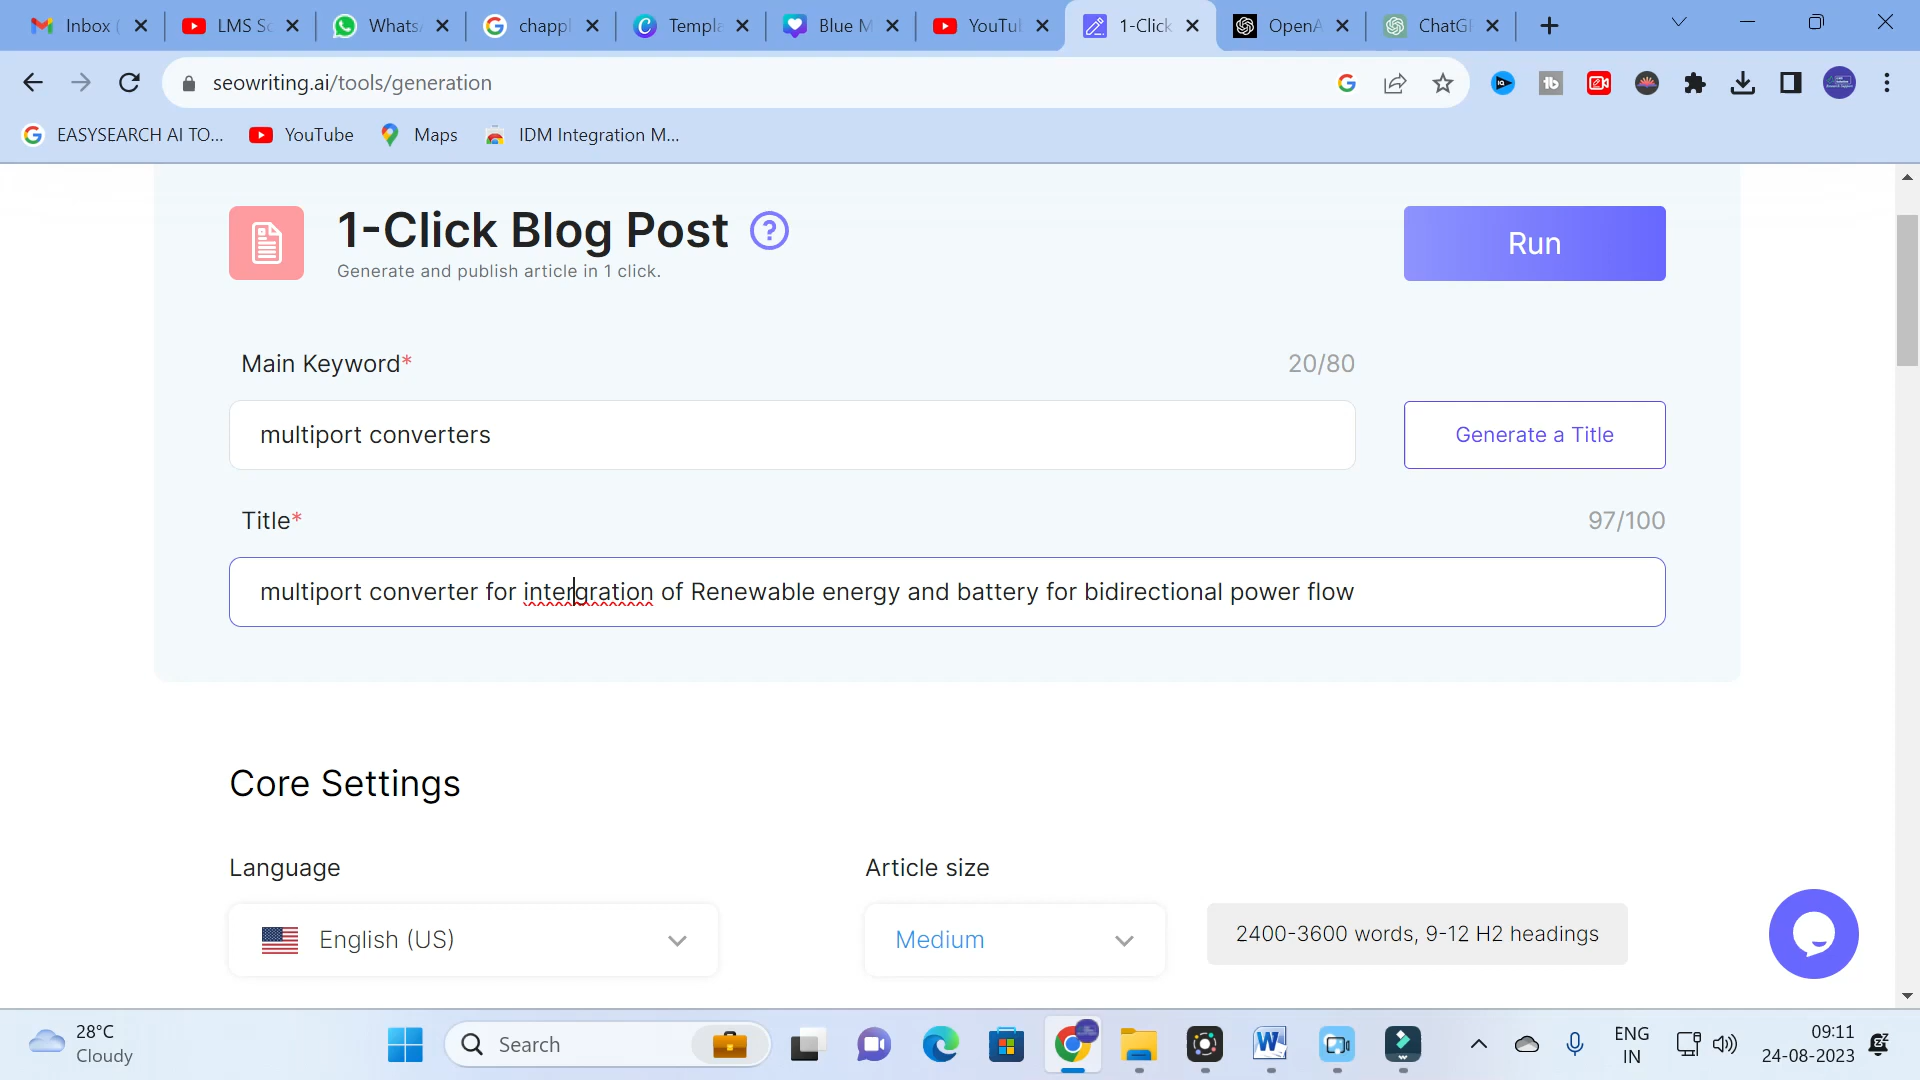 Inbox (
LMS Sc
Whats
chappl
Templa
Blue M
YouTu
1-Click
OpenA
ChatG
seowriting.ai/tools/generation
EASYSEARCH AI TO...
YouTube
Maps
IDM Integration M...
1-Click Blog Post ?
Generate and publish article in 1 click.
Run
Main Keyword*
20/80
multiport converters
Generate a Title
Title*
97/100
multiport converter for intergration of Renewable energy and battery for bidirectional power flow
Core Settings
Language
Article size
English (US)
Medium
2400-3600 words, 9-12 H2 headings
28°C
Cloudy
Search
ENG
IN
09:11
24-08-2023